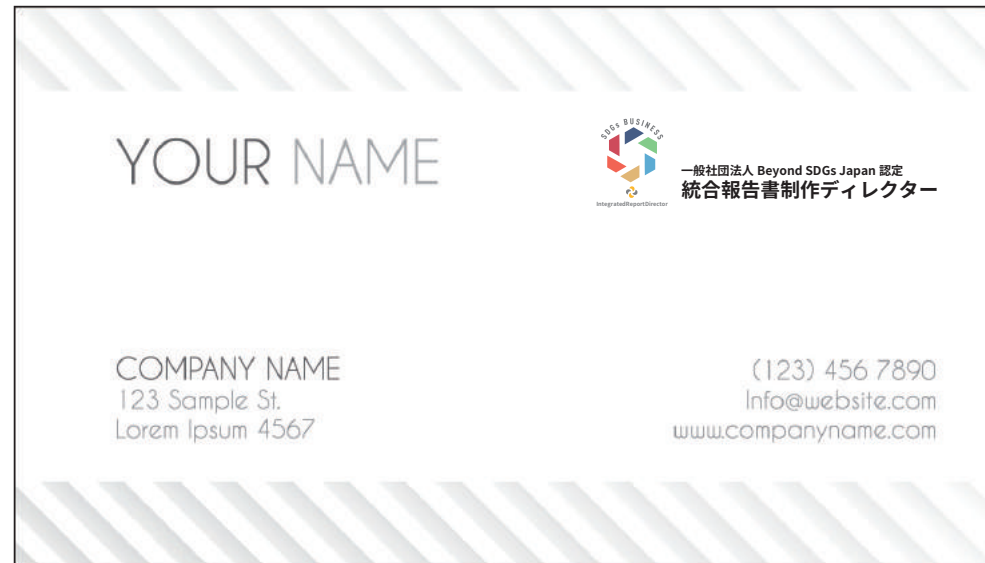 YOUR NAME
SDGs BUSINESS
IntegratedReportDirector
一般社団法人 Beyond SDGs Japan 認定
統合報告書制作ディレクター
COMPANY NAME
123 Sample St.
Lorem Ipsum 4567
(123) 456 7890
Info@website.com
www.companyname.com